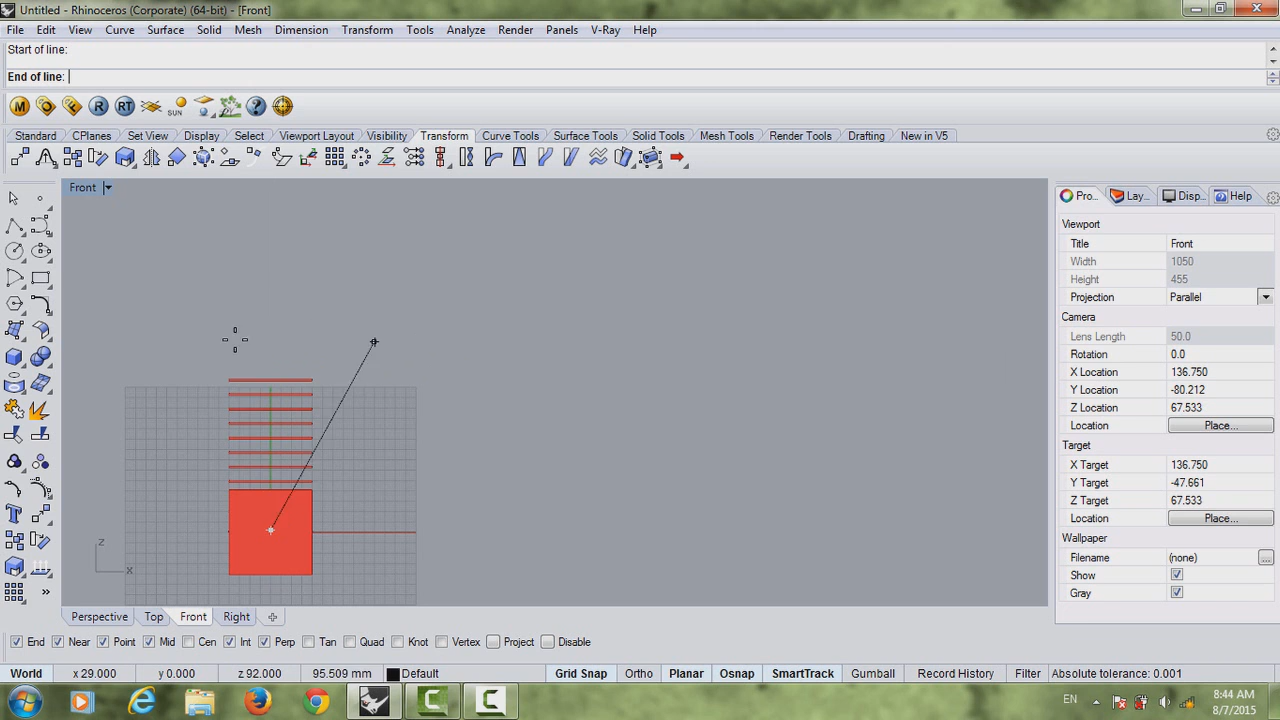 Untitled - Rhinoceros (Corporate) (64-bit) - [Front]
File Edit View Curve Surface Solid Mesh Dimension Transform Tools Analyze Render Panels V-Ray Help
Start of line:
End of line:
M O F R RT SUN ?
Standard CPlanes Set View Display Select Viewport Layout Visibility Transform Curve Tools Surface Tools Solid Tools Mesh Tools Render Tools Drafting New in V5
Front
Pro... Lay... Disp... Help
Viewport
Title Front
Width 1050
Height 455
Projection Parallel
Camera
Lens Length 50.0
Rotation 0.0
X Location 136.750
Y Location -80.212
Z Location 67.533
Location Place...
Target
X Target 136.750
Y Target -47.661
Z Target 67.533
Location Place...
Wallpaper
Filename (none) ...
Show
Gray
z
x
Perspective Top Front Right
End Near Point Mid Cen Int Perp Tan Quad Knot Vertex Project Disable
World x 29.000 y 0.000 z 92.000 95.509 mm Default Grid Snap Ortho Planar Osnap SmartTrack Gumball Record History Filter Absolute tolerance: 0.001
EN 8:44 AM
8/7/2015